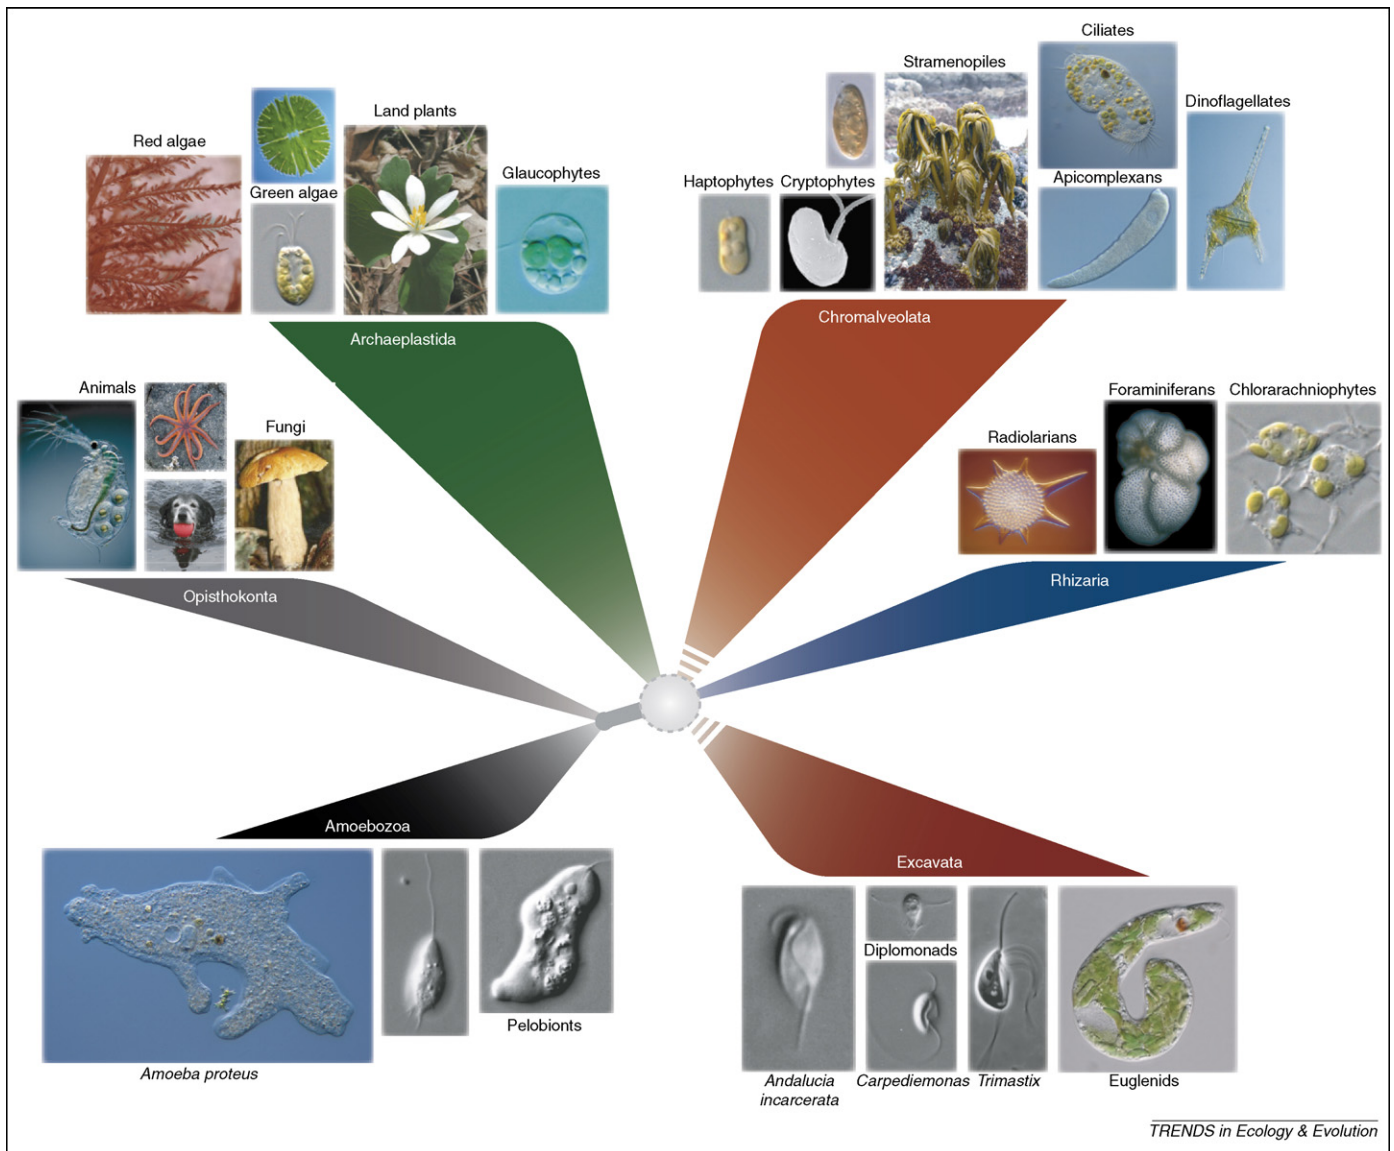 Ciliates
Stramenopiles
Dinoflagellates
Land plants
Red algae
Green algae
Glaucophytes
Haptophytes
Cryptophytes
Apicomplexans
Archaeplastida
Chromalveolata
Animals
Fungi
Radiolarians
Foraminiferans
Chlorarachniophytes
Opisthokonta
Rhizaria
Amoebozoa
Excavata
Amoeba proteus
Pelobionts
Diplomonads
Andalucia
incarcerata
Carpediemonas
Trimastix
Euglenids
TRENDS in Ecology & Evolution